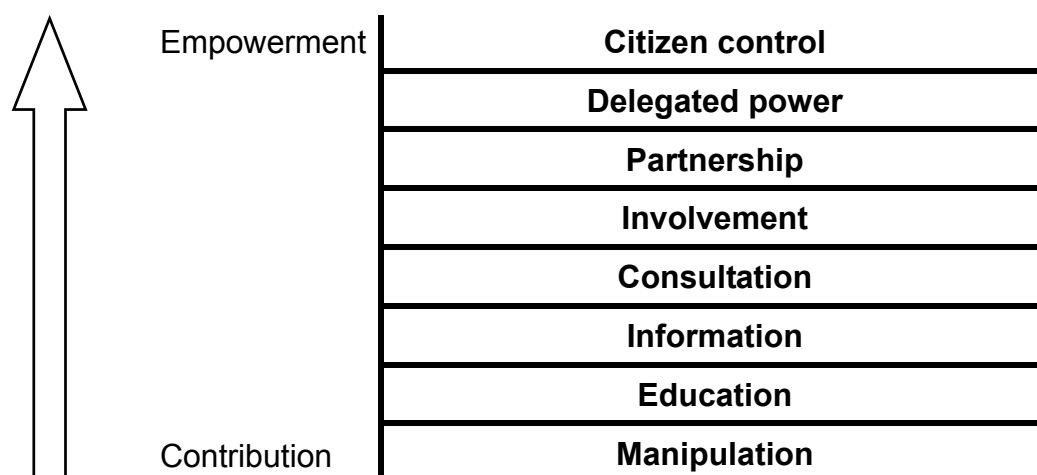 Empowerment Citizen control
Delegated power
Partnership
Involvement
Consultation
Information
Education
Contribution Manipulation